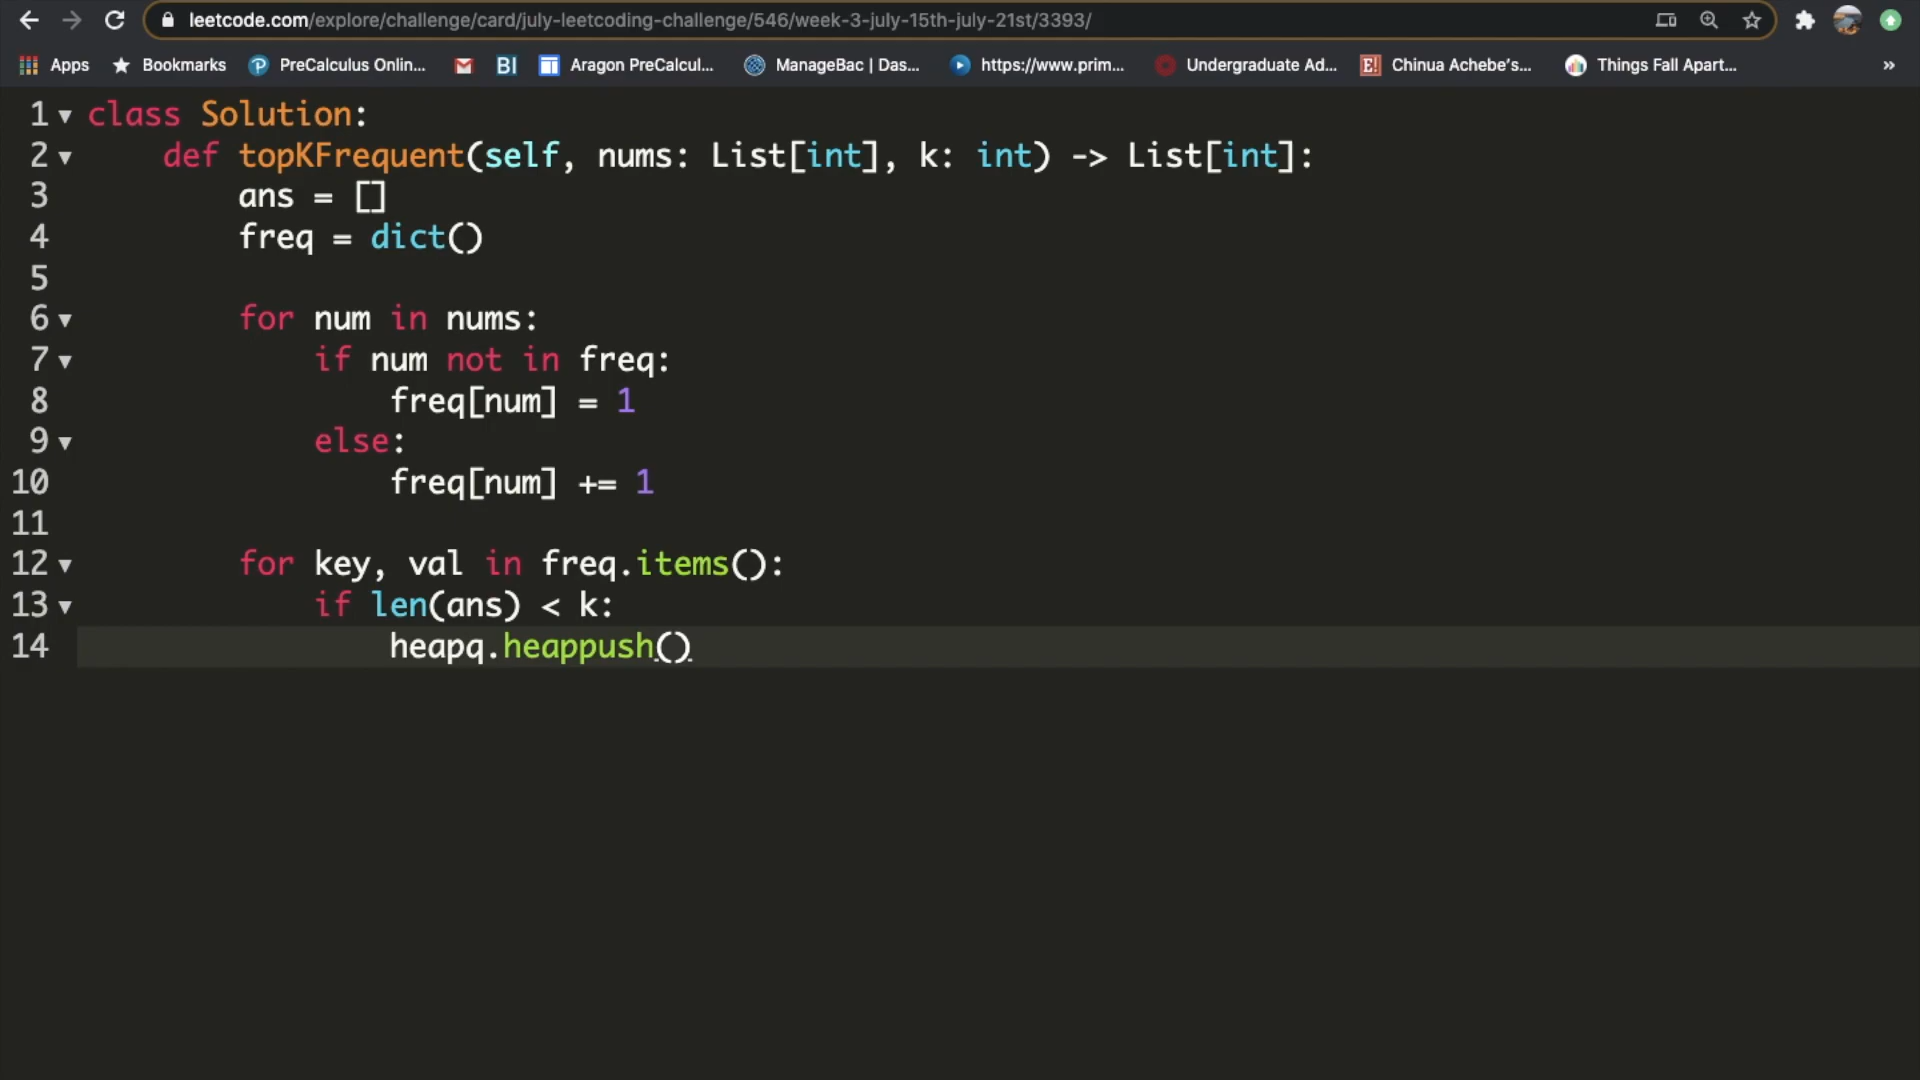 leetcode.com/explore/challenge/card/july-leetcoding-challenge/546/week-3-july-15th-july-21st/3393/
Apps Bookmarks PreCalculus Onlin... BI Aragon PreCalcul... ManageBac | Das... https://www.prim... Undergraduate Ad... E! Chinua Achebe's... Things Fall Apart... »
1 class Solution:
2 def topKFrequent(self, nums: List[int], k: int) -> List[int]:
3 ans = []
4 freq = dict()
5
6 for num in nums:
7 if num not in freq:
8 freq[num] = 1
9 else:
10 freq[num] += 1
11
12 for key, val in freq.items():
13 if len(ans) < k:
14 heapq.heappush()